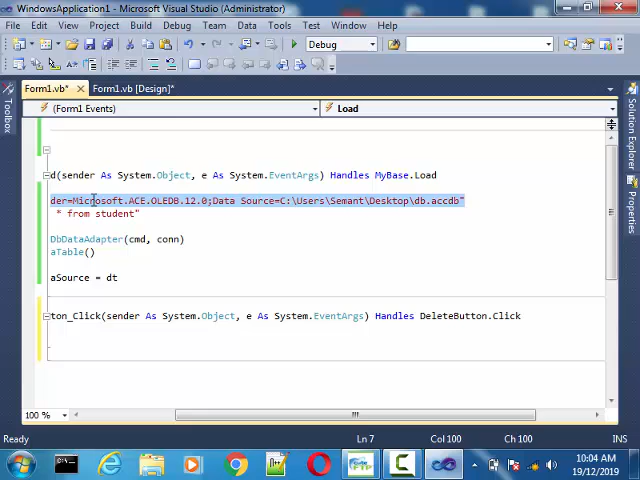 WindowsApplication1 - Microsoft Visual Studio (Administrator)
File Edit View Project Build Debug Team Data Tools Test Window Help
Debug
Form1.vb* Form1.vb [Design]*
(Form1 Events) Load
d(sender As System.Object, e As System.EventArgs) Handles MyBase.Load
der=Microsoft.ACE.OLEDB.12.0;Data Source=C:\Users\Semant\Desktop\db.accdb"
* from student"
DbDataAdapter(cmd, conn)
aTable()
aSource = dt
ton_Click(sender As System.Object, e As System.EventArgs) Handles DeleteButton.Click
Toolbox
Solution Explorer
Properties
100 %
Ready Ln 7 Col 100 Ch 100 INS
FTP
10:04 AM
19/12/2019